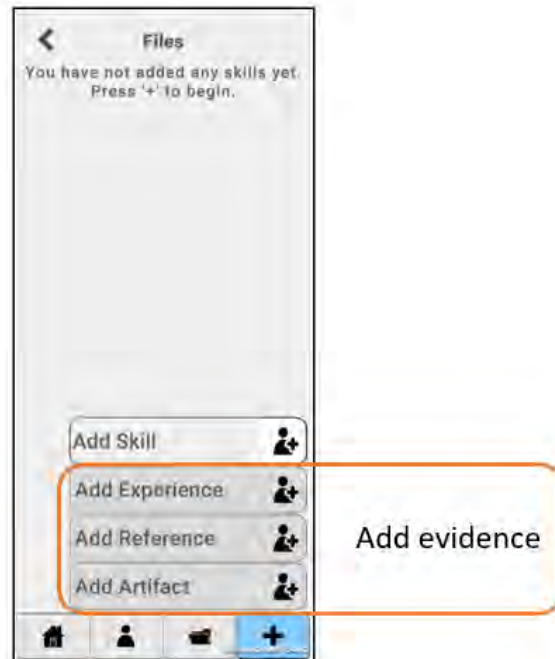 Files
You have not added any skills yet.
Press '+' to begin.
Add Skill
Add Experience
Add Reference
Add Artifact
Add evidence